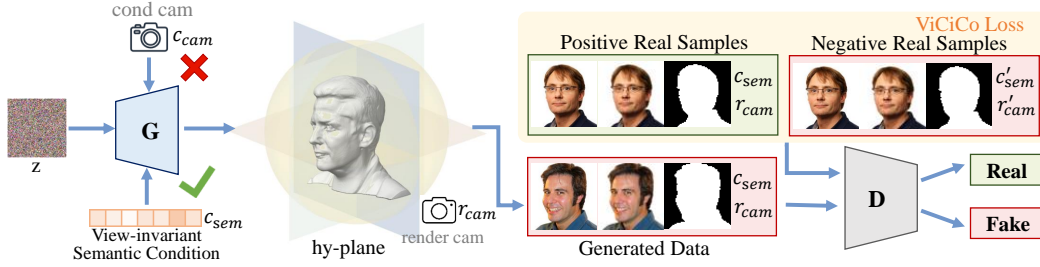 cond cam
c_cam
G
z
c_sem
View-invariant
Semantic Condition
hy-plane
r_cam
render cam
ViCiCo Loss
Positive Real Samples
c_sem
r_cam
Negative Real Samples
c'_sem
r'_cam
c_sem
r_cam
Generated Data
D
Real
Fake